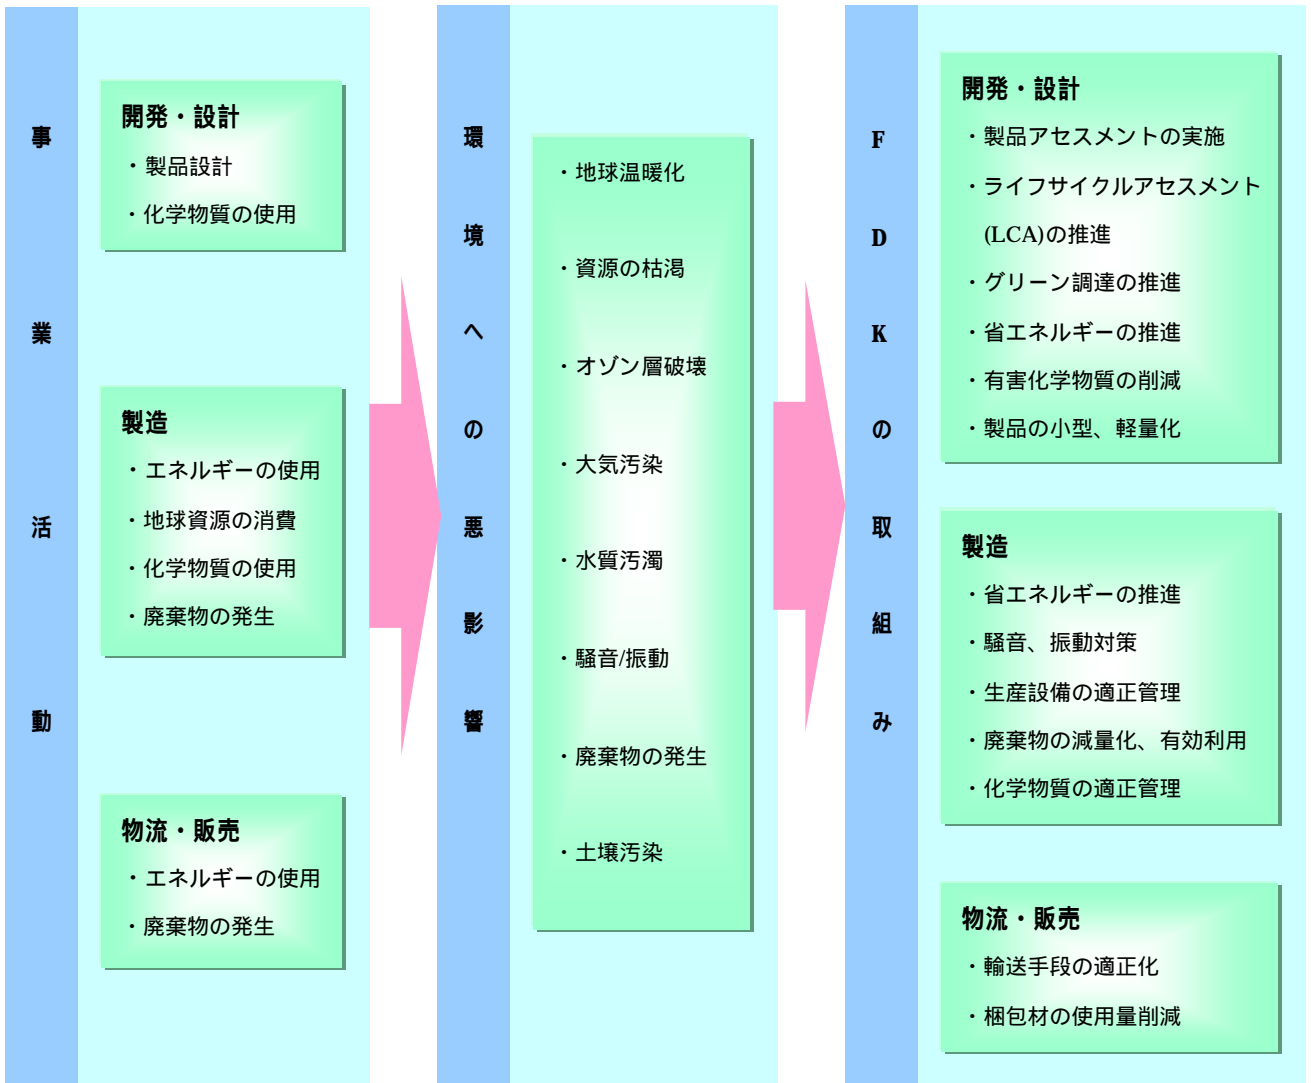 事業活動
開発・設計
・製品設計
・化学物質の使用
製造
・エネルギーの使用
・地球資源の消費
・化学物質の使用
・廃棄物の発生
物流・販売
・エネルギーの使用
・廃棄物の発生
環境への悪影響
・地球温暖化
・資源の枯渇
・オゾン層破壊
・大気汚染
・水質汚濁
・騒音/振動
・廃棄物の発生
・土壌汚染
FDKの取組み
開発・設計
・製品アセスメントの実施
・ライフサイクルアセスメント
(LCA)の推進
・グリーン調達の推進
・省エネルギーの推進
・有害化学物質の削減
・製品の小型、軽量化
製造
・省エネルギーの推進
・騒音、振動対策
・生産設備の適正管理
・廃棄物の減量化、有効利用
・化学物質の適正管理
物流・販売
・輸送手段の適正化
・梱包材の使用量削減